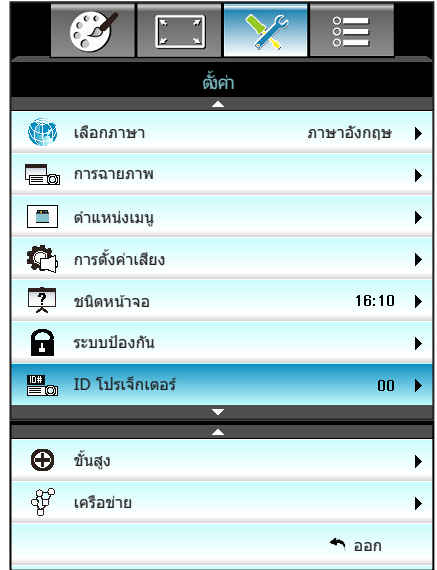 ตั้งค่า
เลือกภาษา ภาษาอังกฤษ
การฉายภาพ
ตำแหน่งเมนู
การตั้งค่าเสียง
? ชนิดหน้าจอ 16:10
ระบบป้องกัน
ID# ID โปรเจ็กเตอร์ 00
ขั้นสูง
เครือข่าย
ออก